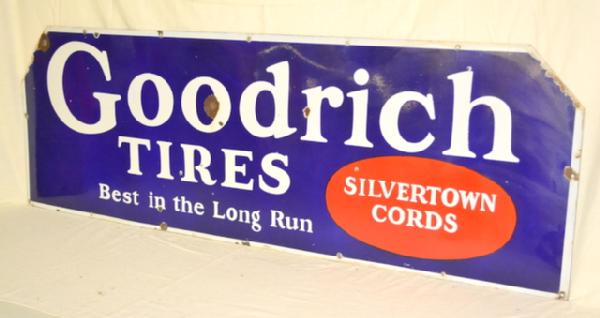 Goodrich
TIRES
Best in the Long Run
SILVERTOWN
CORDS